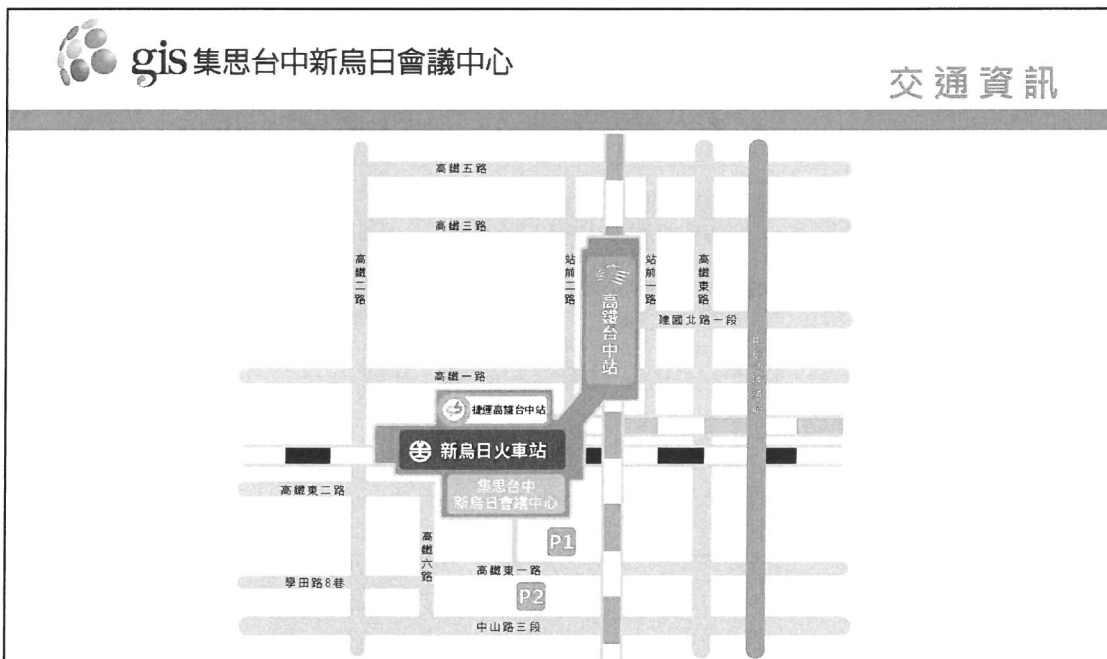 gis 集思台中新烏日會議中心
交通資訊
高鐵五路
高鐵三路
高鐵二路
站前二路
站前一路
高鐵東路
高鐵台中站
建國北路一段
高鐵一路
捷運高鐵台中站
新烏日火車站
集思台中
新烏日會議中心
高鐵東二路
高鐵六路
P1
高鐵東一路
學田路8巷
P2
中山路三段